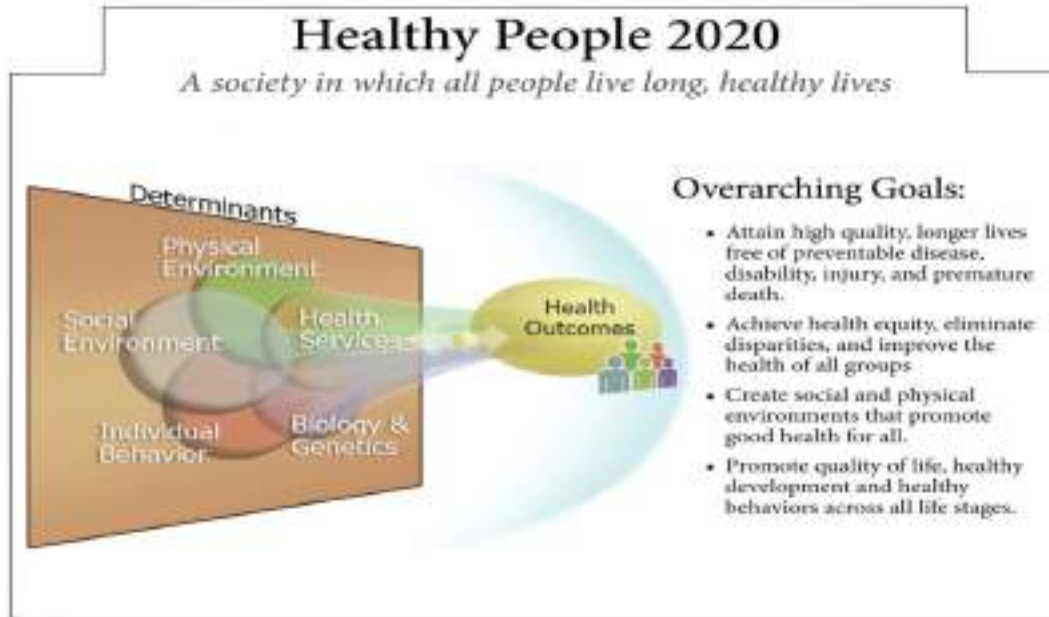 Healthy People 2020
A society in which all people live long, healthy lives
Determinants
Physical
Environment
Social
Environment
Health
Services
Individual
Behavior
Biology &
Genetics
Health
Outcomes
Overarching Goals:
• Attain high quality, longer lives
free of preventable disease,
disability, injury, and premature
death.
• Achieve health equity, eliminate
disparities, and improve the
health of all groups
• Create social and physical
environments that promote
good health for all.
• Promote quality of life, healthy
development and healthy
behaviors across all life stages.